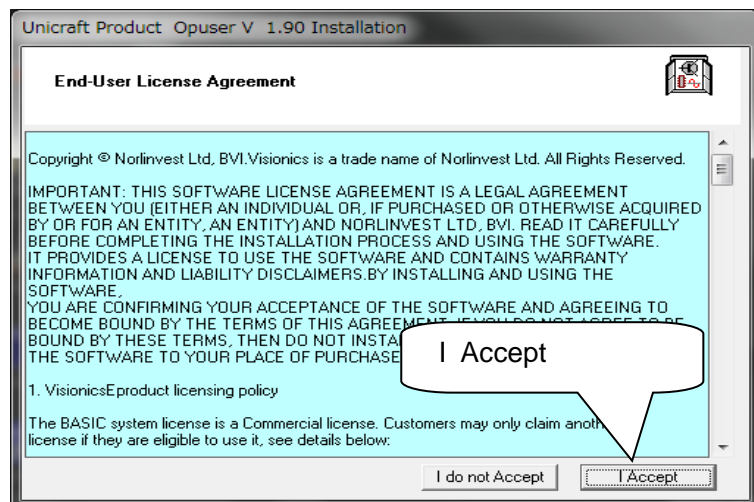 Unicraft Product Opuser V 1.90 Installation
End-User License Agreement
Copyright © Norlinvest Ltd, BVI.Visionics is a trade name of Norlinvest Ltd. All Rights Reserved.
IMPORTANT: THIS SOFTWARE LICENSE AGREEMENT IS A LEGAL AGREEMENT
BETWEEN YOU (EITHER AN INDIVIDUAL OR, IF PURCHASED OR OTHERWISE ACQUIRED
BY OR FOR AN ENTITY, AN ENTITY) AND NORLINVEST LTD, BVI. READ IT CAREFULLY
BEFORE COMPLETING THE INSTALLATION PROCESS AND USING THE SOFTWARE.
IT PROVIDES A LICENSE TO USE THE SOFTWARE AND CONTAINS WARRANTY
INFORMATION AND LIABILITY DISCLAIMERS.BY INSTALLING AND USING THE
SOFTWARE,
YOU ARE CONFIRMING YOUR ACCEPTANCE OF THE SOFTWARE AND AGREEING TO
BECOME BOUND BY THE TERMS OF THIS AGREEMENT. IF YOU DO NOT AGREE TO BE
BOUND BY THESE TERMS, THEN DO NOT
THE SOFTWARE TO YOUR PLACE OF
I Accept
1. VisionicsEproduct licensing policy
The BASIC system license is a Commercial license. Customers may only claim
license if they are eligible to use it, see details below:
I do not Accept
I Accept